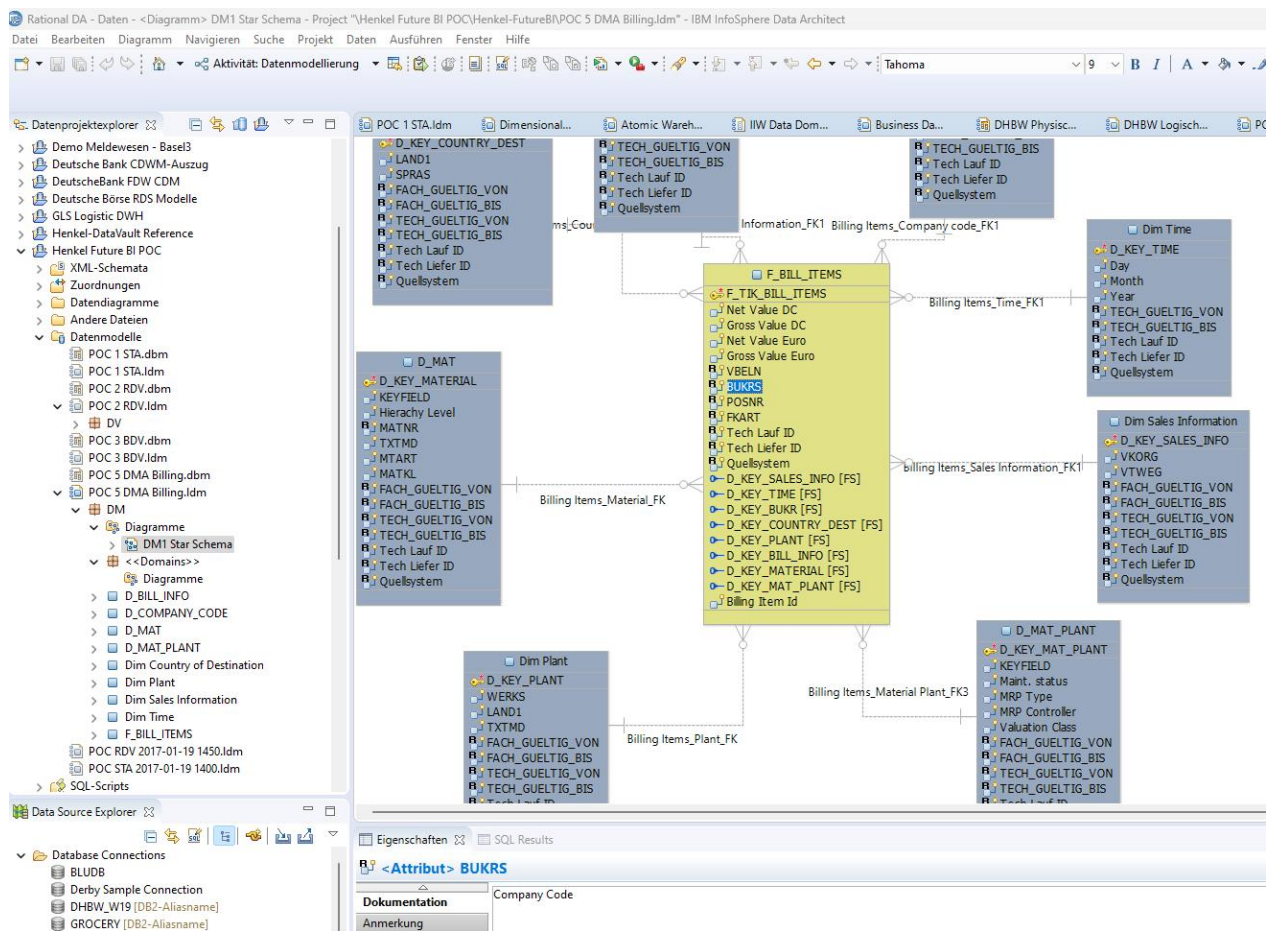 Rational DA - Daten - <Diagramm> DM1 Star Schema - Project "\Henkel Future BI POC\Henkel-FutureBI\POC 5 DMA Billing.ldm" - IBM InfoSphere Data Architect
Datei Bearbeiten Diagramm Navigieren Suche Projekt Daten Ausführen Fenster Hilfe
Aktivität: Datenmodellierung
Tahoma 9 B I A
Datenprojektexplorer
Demo Meldewesen - Basel3
Deutsche Bank CDWM-Auszug
DeutscheBank FDW CDM
Deutsche Börse RDS Modelle
GLS Logistic DWH
Henkel-DataVault Reference
Henkel Future BI POC
XML-Schemata
Zuordnungen
Datendiagramme
Andere Dateien
Datenmodelle
POC 1 STA.dbm
POC 1 STA.ldm
POC 2 RDV.dbm
POC 2 RDV.ldm
DV
POC 3 BDV.dbm
POC 3 BDV.ldm
POC 5 DMA Billing.dbm
POC 5 DMA Billing.ldm
DM
Diagramme
DM1 Star Schema
<<Domains>>
Diagramme
D_BILL_INFO
D_COMPANY_CODE
D_MAT
D_MAT_PLANT
Dim Country of Destination
Dim Plant
Dim Sales Information
Dim Time
F_BILL_ITEMS
POC RDV 2017-01-19 1450.ldm
POC STA 2017-01-19 1400.ldm
SQL-Scripts
Data Source Explorer
Database Connections
BLUDB
Derby Sample Connection
DHBW_W19 [DB2-Aliasname]
GROCERY [DB2-Aliasname]
POC 1 STA.ldm
Dimensional...
Atomic Wareh...
IIW Data Dom...
Business Da...
DHBW Physisc...
DHBW Logisch...
D_KEY_COUNTRY_DEST
LAND1
SPRAS
FACH_GUELTIG_VON
FACH_GUELTIG_BIS
TECH_GUELTIG_VON
TECH_GUELTIG_BIS
Tech Lauf ID
Tech Liefer ID
Quellsystem
TECH_GUELTIG_VON
TECH_GUELTIG_BIS
Tech Lauf ID
Tech Liefer ID
Quellsystem
TECH_GUELTIG_BIS
Tech Lauf ID
Tech Liefer ID
Quellsystem
Information_FK1
Billing Items_Company code_FK1
Dim Time
D_KEY_TIME
Day
Month
Year
TECH_GUELTIG_VON
TECH_GUELTIG_BIS
Tech Lauf ID
Tech Liefer ID
Quellsystem
Billing Items_Time_FK1
F_BILL_ITEMS
F_TIK_BILL_ITEMS
Net Value DC
Gross Value DC
Net Value Euro
Gross Value Euro
VBELN
BUKRS
POSNR
FKART
Tech Lauf ID
Tech Liefer ID
Quellsystem
D_KEY_SALES_INFO [FS]
D_KEY_TIME [FS]
D_KEY_BUKR [FS]
D_KEY_COUNTRY_DEST [FS]
D_KEY_PLANT [FS]
D_KEY_BILL_INFO [FS]
D_KEY_MATERIAL [FS]
D_KEY_MAT_PLANT [FS]
Billing Item Id
D_MAT
D_KEY_MATERIAL
KEYFIELD
Hierachy Level
MATNR
TXTMD
MTART
MATKL
FACH_GUELTIG_VON
FACH_GUELTIG_BIS
TECH_GUELTIG_VON
TECH_GUELTIG_BIS
Tech Lauf ID
Tech Liefer ID
Quellsystem
Billing Items_Material_FK
Dim Sales Information
D_KEY_SALES_INFO
VKORG
VTWEG
FACH_GUELTIG_VON
FACH_GUELTIG_BIS
TECH_GUELTIG_VON
TECH_GUELTIG_BIS
Tech Lauf ID
Tech Liefer ID
Quellsystem
Billing Items_Sales Information_FK1
Dim Plant
D_KEY_PLANT
WERKS
LAND1
TXTMD
FACH_GUELTIG_VON
FACH_GUELTIG_BIS
TECH_GUELTIG_VON
TECH_GUELTIG_BIS
Tech Lauf ID
Billing Items_Plant_FK
Billing Items_Material Plant_FK3
D_MAT_PLANT
D_KEY_MAT_PLANT
KEYFIELD
Maint. status
MRP Type
MRP Controller
Valuation Class
FACH_GUELTIG_VON
FACH_GUELTIG_BIS
TECH_GUELTIG_VON
TECH_GUELTIG_BIS
Tech Lauf ID
Eigenschaften
SQL Results
<Attribut> BUKRS
Dokumentation
Company Code
Anmerkung